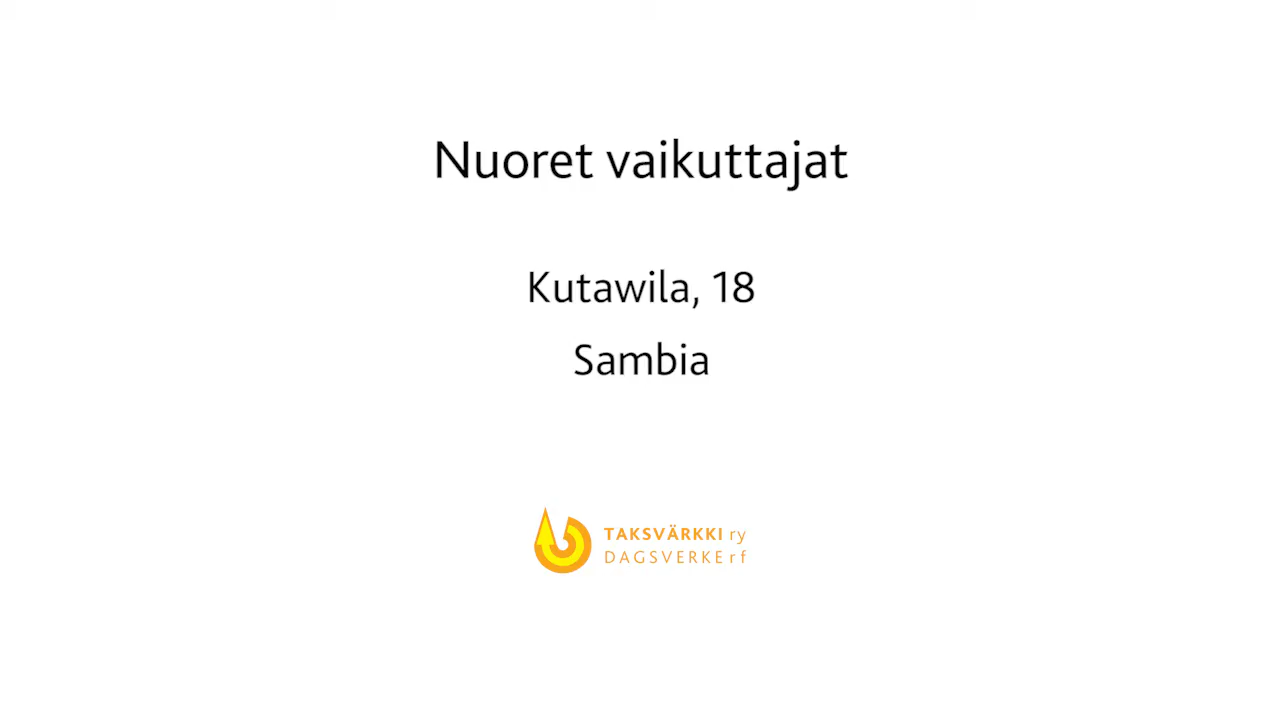 Nuoret vaikuttajat
Kutawila, 18
Sambia
TAKSVÄRKKI ry
DAGSVERKE rf